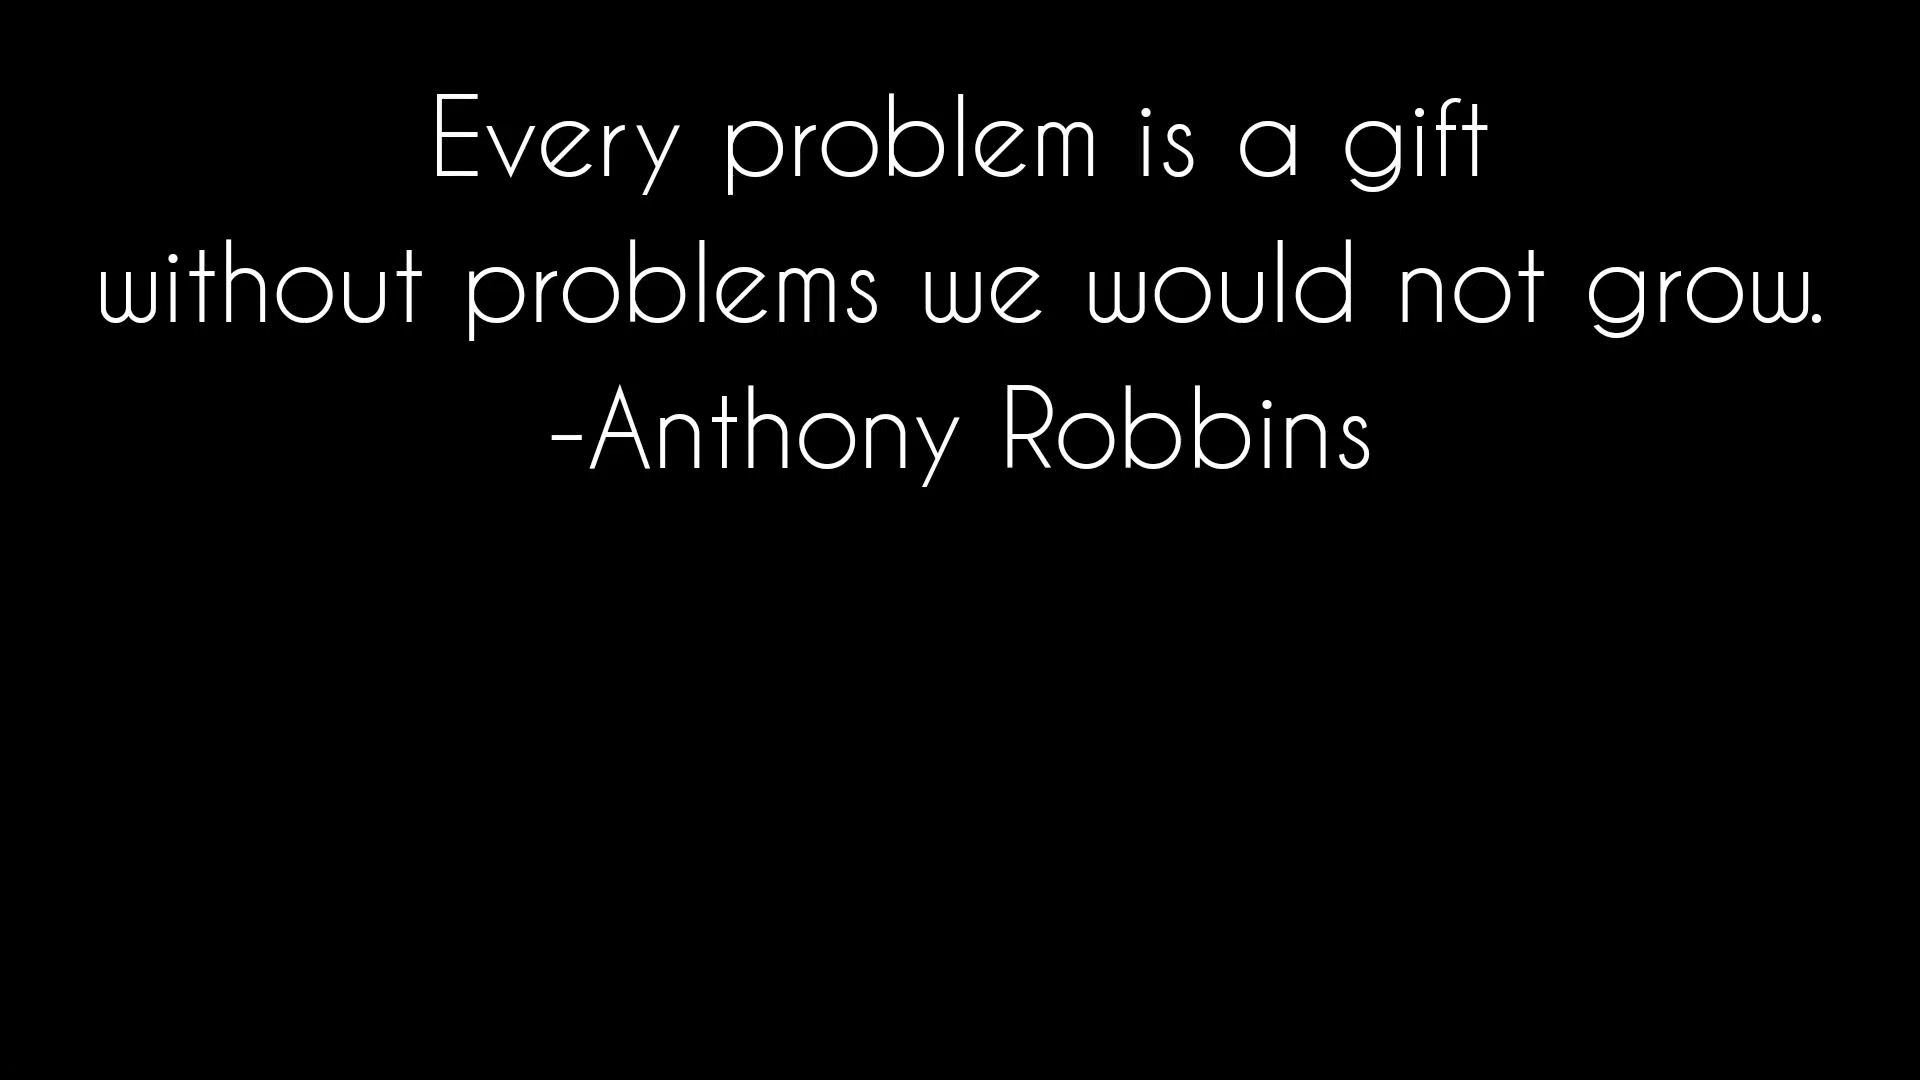 Every problem is a gift
without problems we would not grow.
-Anthony Robbins